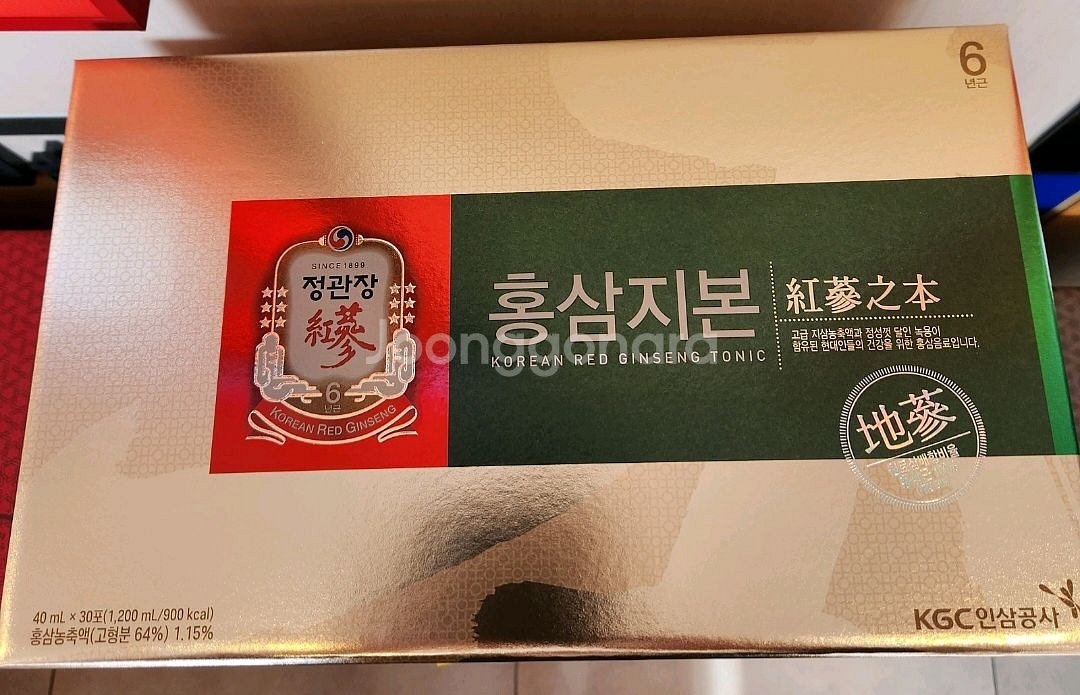 6
년근
SINCE 1899
정관장
紅蔘
6
년근
KOREAN RED GINSENG
홍삼지본
KOREAN RED GINSENG TONIC
紅蔘之本
고급 지삼농축액과 정성껏 달인 녹용이
함유된 현대인들의 건강을 위한 홍삼음료입니다.
地蔘
Joonggonara
40 mL × 30포(1,200 mL/900 kcal)
홍삼농축액(고형분 64%) 1.15%
KGC인삼공사